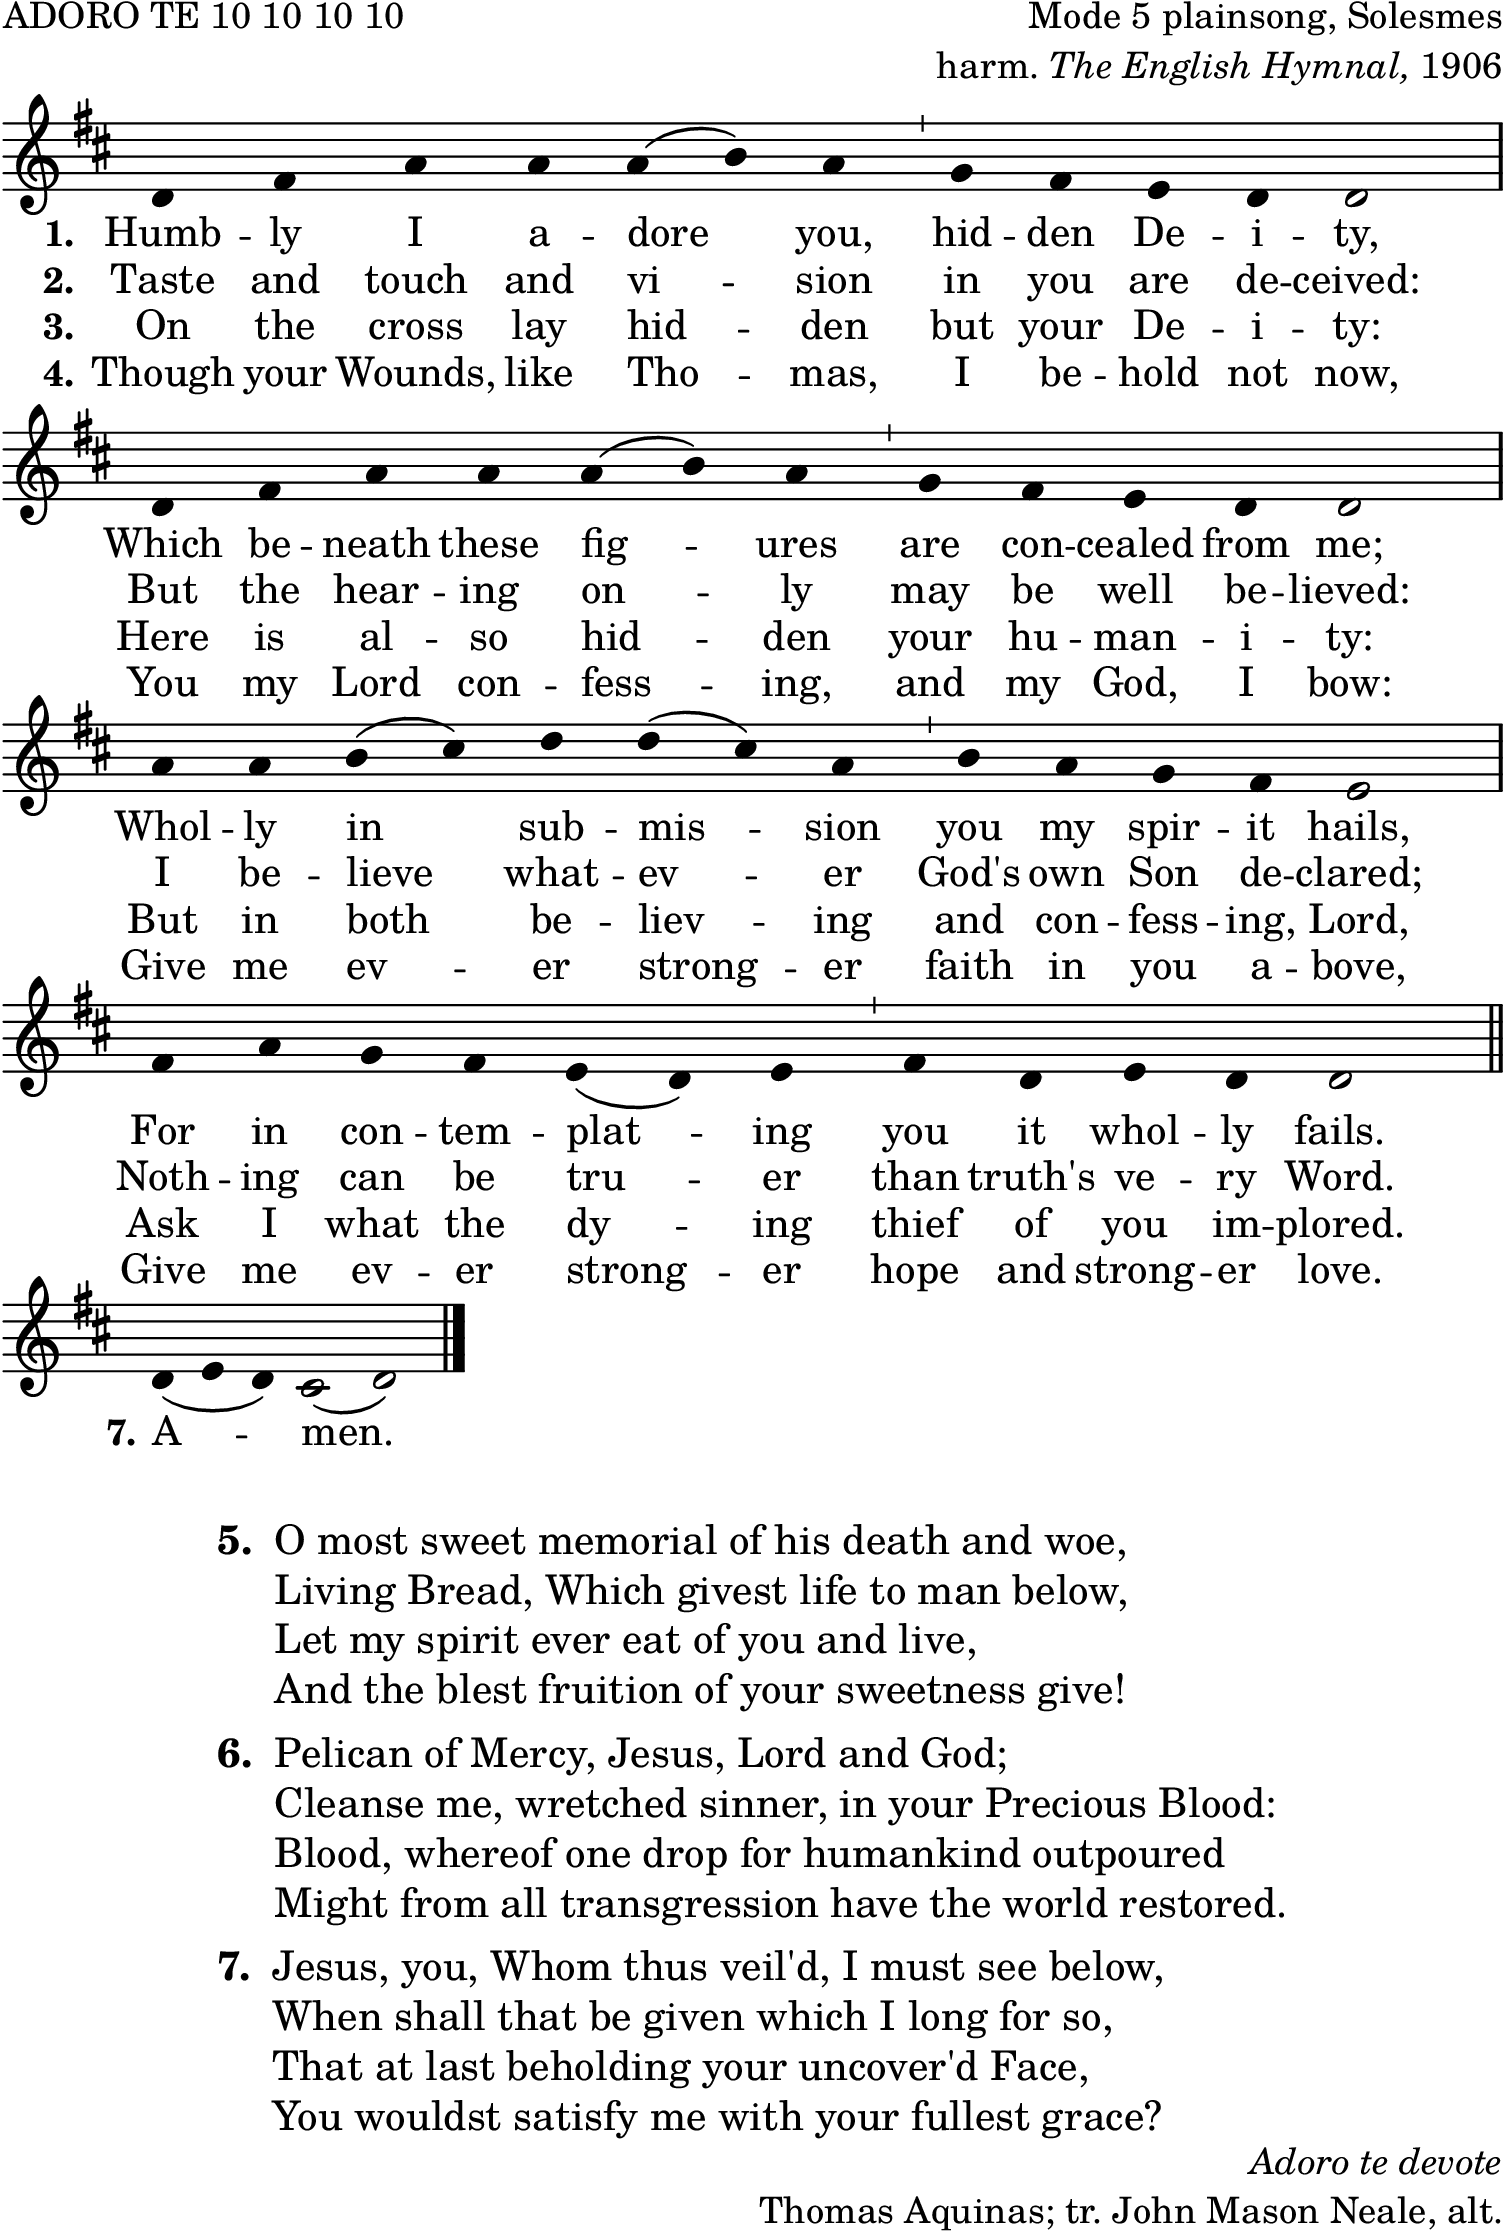 ADORO TE 10 10 10 10
Mode 5 plainsong, Solesmes
harm. The English Hymnal, 1906
1. Humb -- ly I a -- dore you, hid -- den De -- i -- ty,
2. Taste and touch and vi -- sion in you are de -- ceived:
3. On the cross lay hid -- den but your De -- i -- ty:
4. Though your Wounds, like Tho -- mas, I be -- hold not now,
Which be -- neath these fig -- ures are con -- cealed from me;
But the hear -- ing on -- ly may be well be -- lieved:
Here is al -- so hid -- den your hu -- man -- i -- ty:
You my Lord con -- fess -- ing, and my God, I bow:
Whol -- ly in sub -- mis -- sion you my spir -- it hails,
I be -- lieve what -- ev -- er God's own Son de -- clared;
But in both be -- liev -- ing and con -- fess -- ing, Lord,
Give me ev -- er strong -- er faith in you a -- bove,
For in con -- tem -- plat -- ing you it whol -- ly fails.
Noth -- ing can be tru -- er than truth's ve -- ry Word.
Ask I what the dy -- ing thief of you im -- plored.
Give me ev -- er strong -- er hope and strong -- er love.
7. A -- men.
5. O most sweet memorial of his death and woe,
Living Bread, Which givest life to man below,
Let my spirit ever eat of you and live,
And the blest fruition of your sweetness give!
6. Pelican of Mercy, Jesus, Lord and God;
Cleanse me, wretched sinner, in your Precious Blood:
Blood, whereof one drop for humankind outpoured
Might from all transgression have the world restored.
7. Jesus, you, Whom thus veil'd, I must see below,
When shall that be given which I long for so,
That at last beholding your uncover'd Face,
You wouldst satisfy me with your fullest grace?
Adoro te devote
Thomas Aquinas; tr. John Mason Neale, alt.